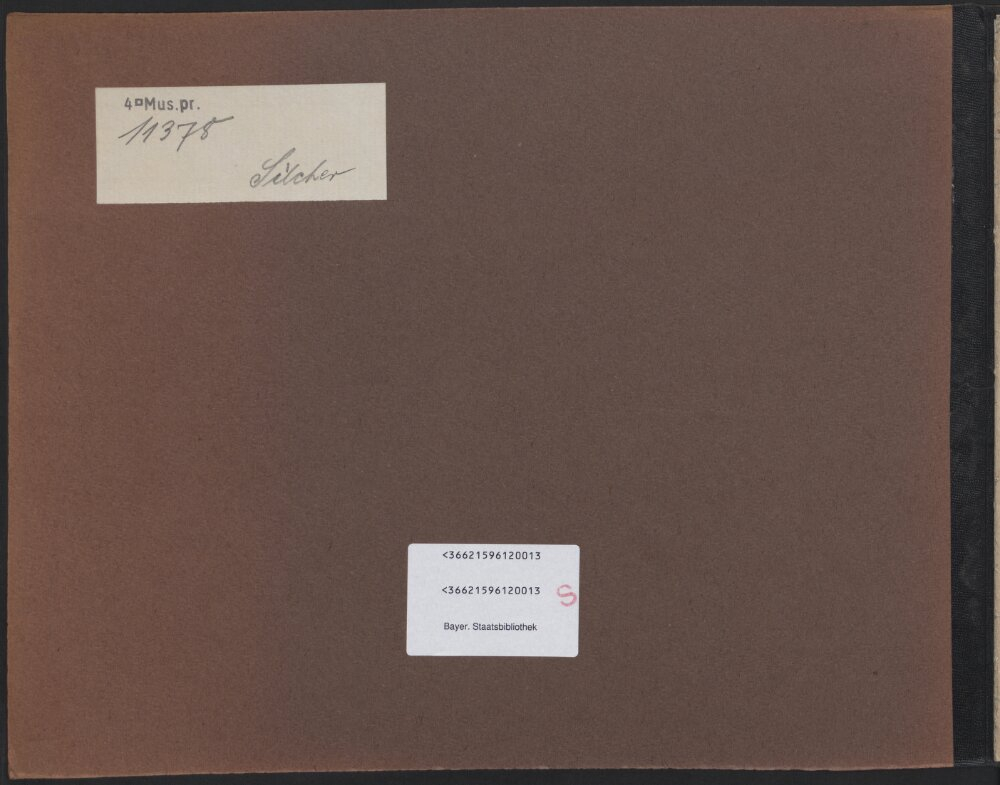 4¤Mus.pr.
11378
Silcher
<36621596120013
<36621596120013
S
Bayer. Staatsbibliothek